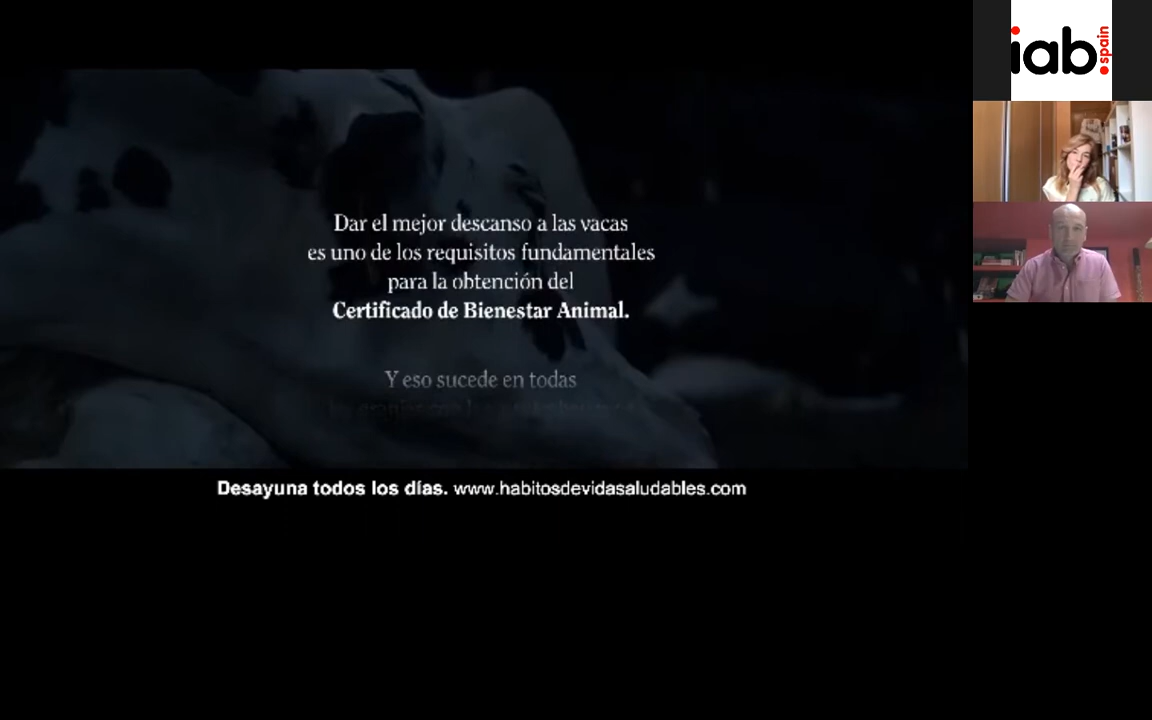 Dar el mejor descanso a las vacas
es uno de los requisitos fundamentales
para la obtención del
Certificado de Bienestar Animal.
Y eso sucede en todas
Desayuna todos los días. www.habitosdevidasaludables.com
iab.
spain